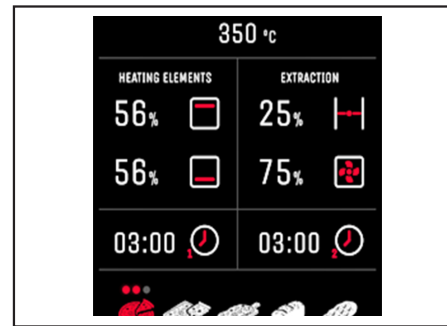 350 °C
HEATING ELEMENTS EXTRACTION
56% 25%
56% 75%
03:00 1 03:00 2